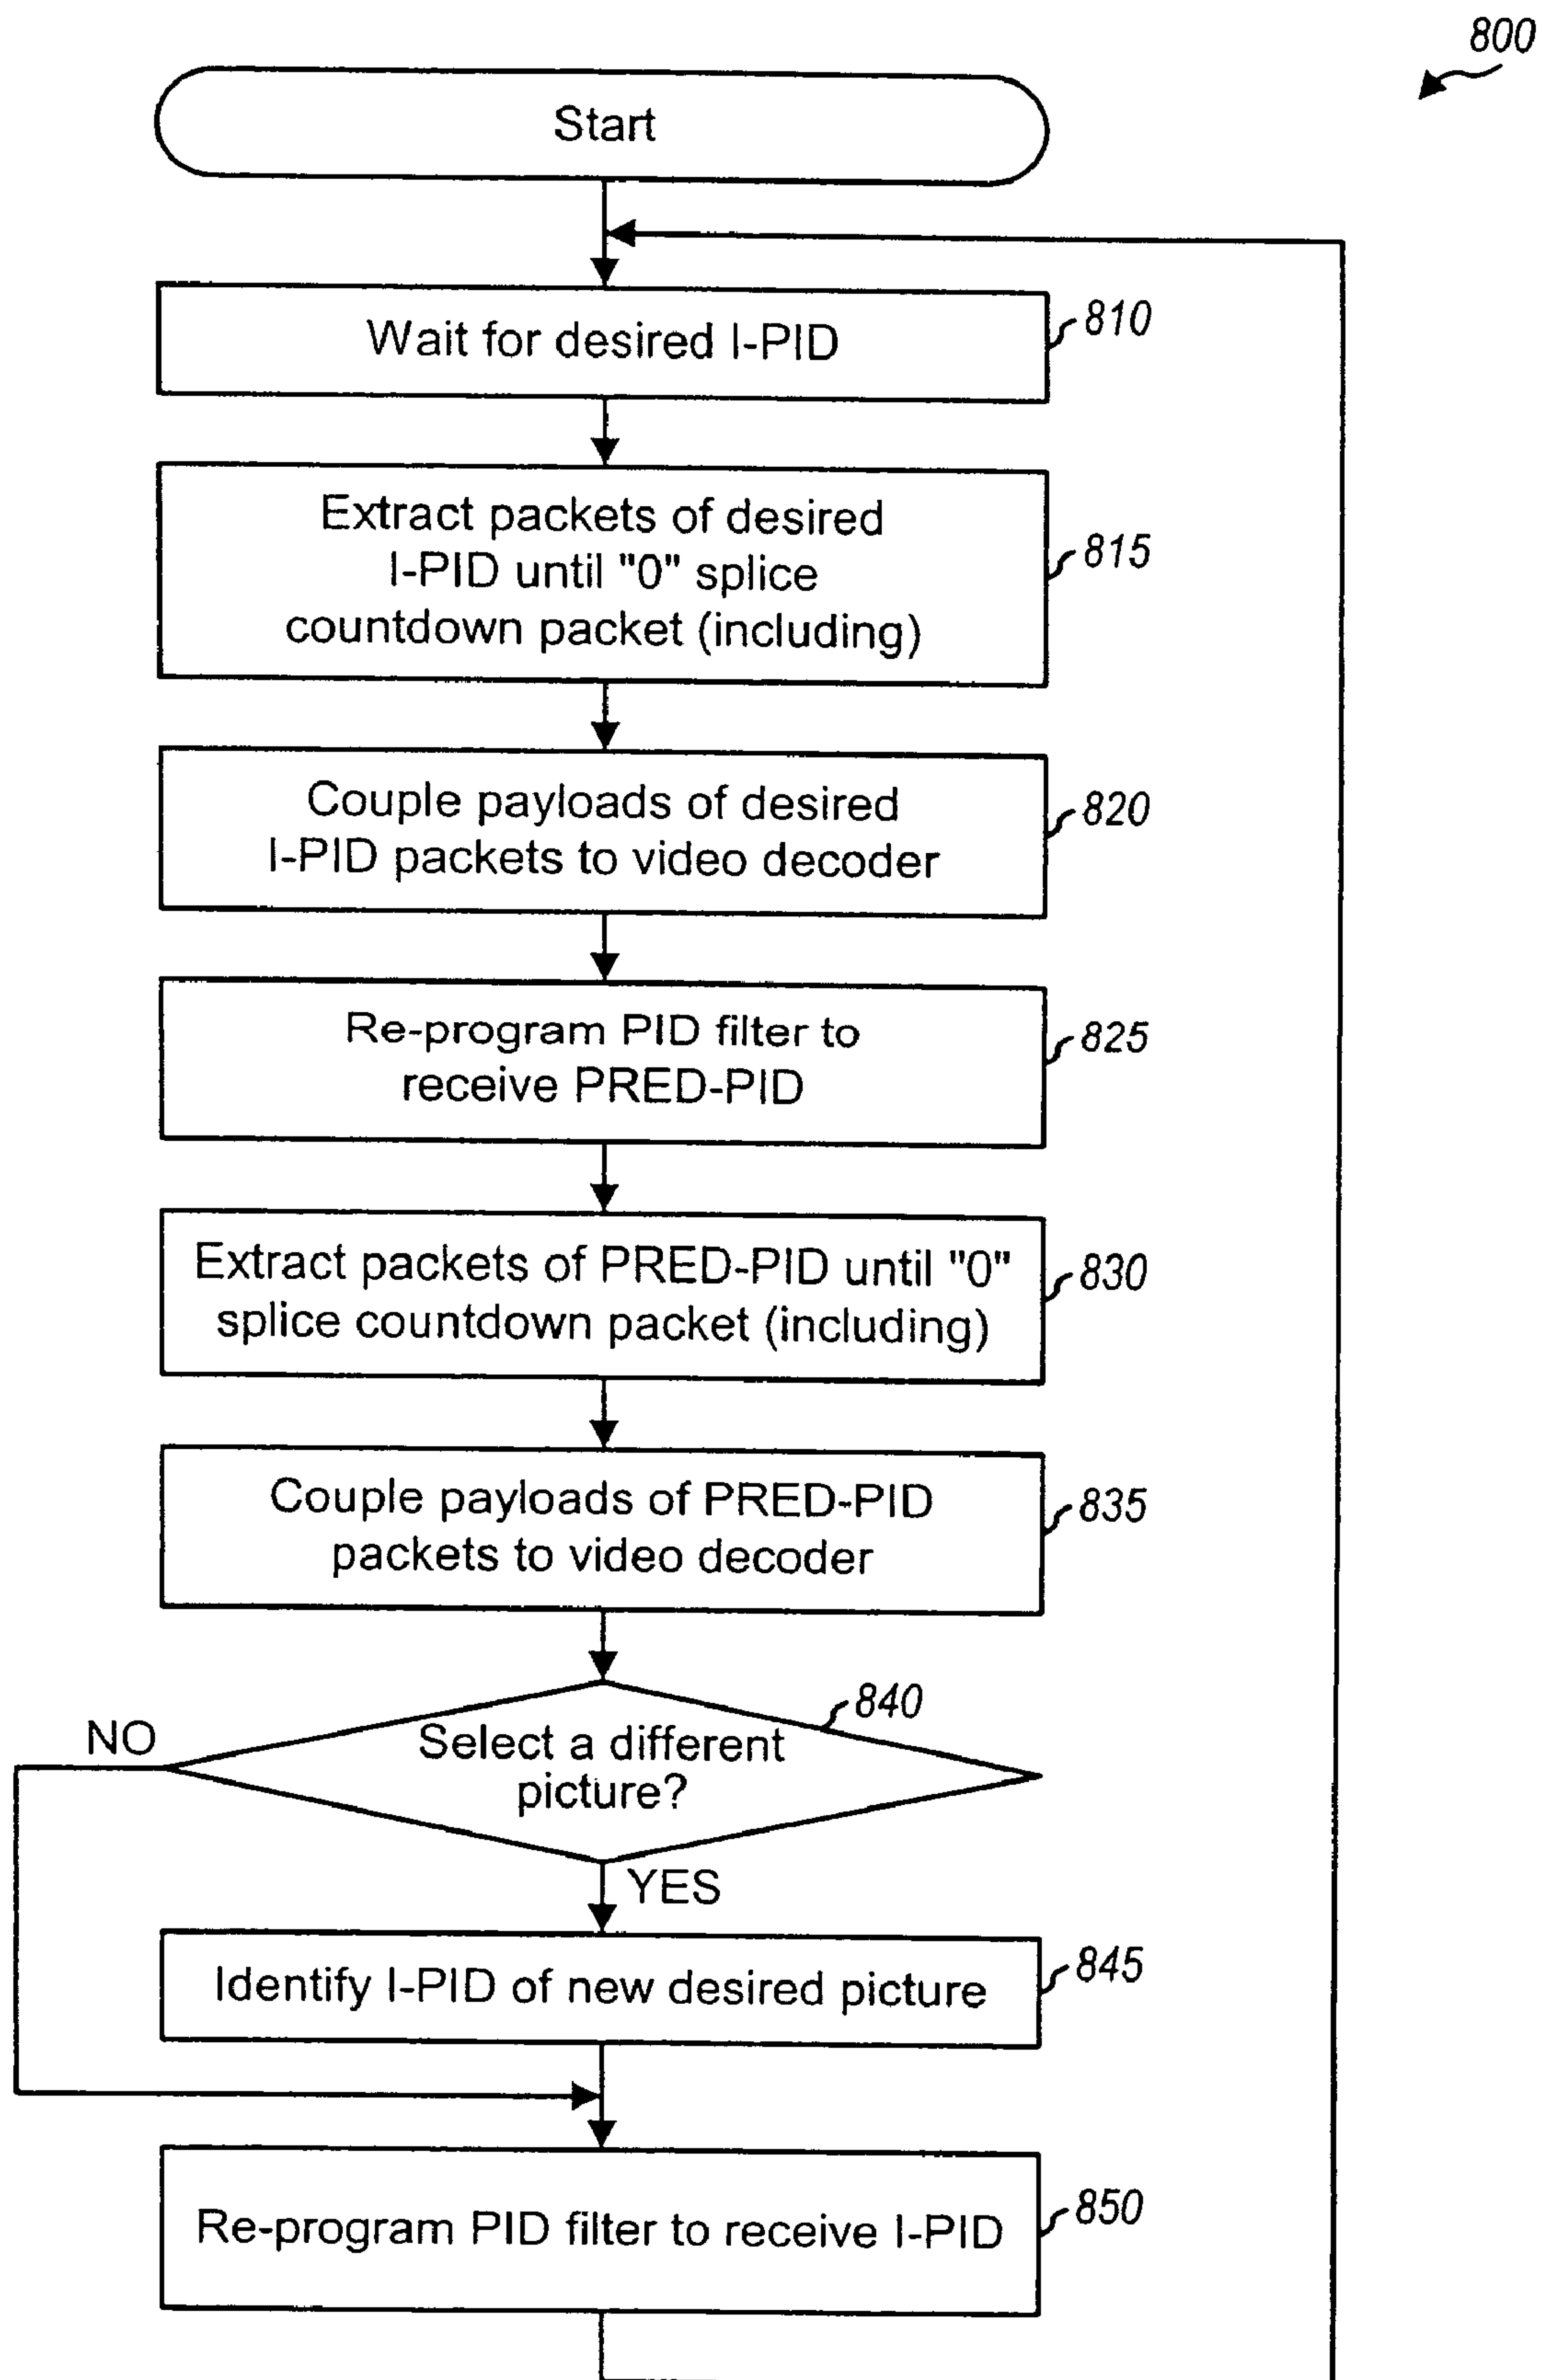 800
Start
Wait for desired I-PID
810
Extract packets of desired
I-PID until "0" splice
countdown packet (including)
815
Couple payloads of desired
I-PID packets to video decoder
820
Re-program PID filter to
receive PRED-PID
825
Extract packets of PRED-PID until "0"
splice countdown packet (including)
830
Couple payloads of PRED-PID
packets to video decoder
835
840
NO
Select a different
picture?
YES
Identify I-PID of new desired picture
845
Re-program PID filter to receive I-PID
850